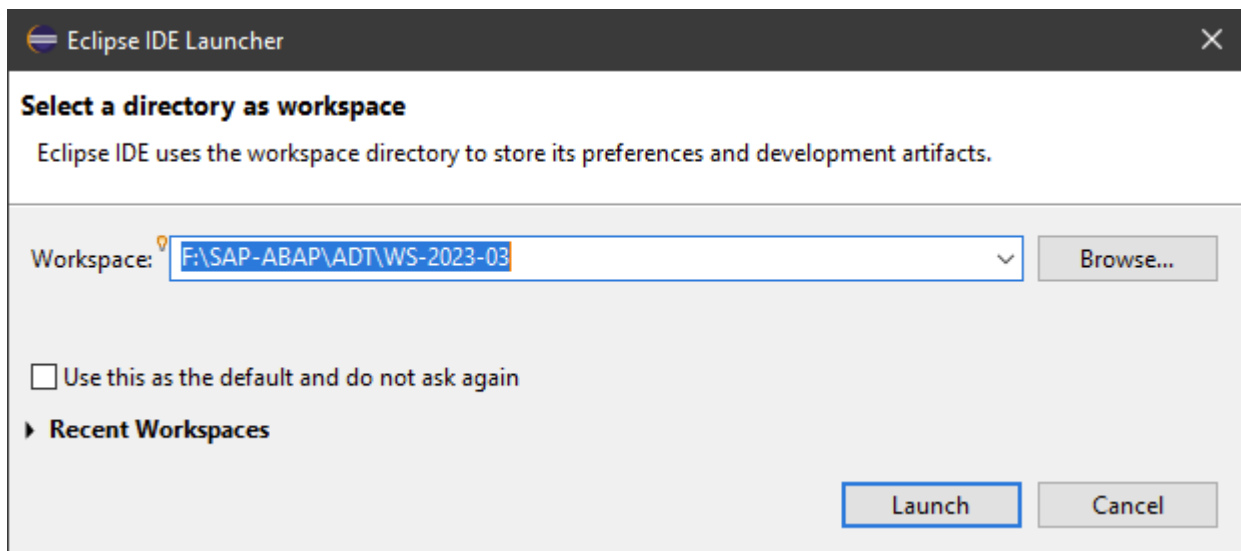 Eclipse IDE Launcher
Select a directory as workspace
Eclipse IDE uses the workspace directory to store its preferences and development artifacts.
Workspace: F:\SAP-ABAP\ADT\WS-2023-03 Browse...
Use this as the default and do not ask again
Recent Workspaces
Launch Cancel